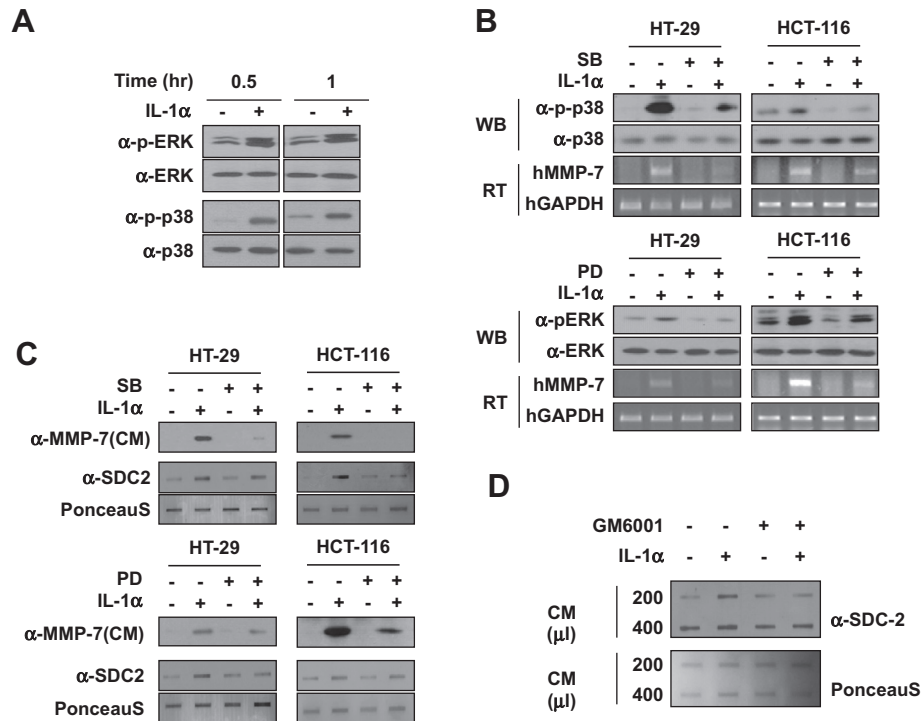 A
Time (hr) 0.5 1
IL-1α - + - +
α-p-ERK
α-ERK
α-p-p38
α-p38
B
HT-29 HCT-116
SB - - + + - - + +
IL-1α - + - + - + - +
WB
α-p-p38
α-p38
RT
hMMP-7
hGAPDH
HT-29 HCT-116
PD - - + + - - + +
IL-1α - + - + - + - +
WB
α-pERK
α-ERK
RT
hMMP-7
hGAPDH
C
HT-29 HCT-116
SB - - + + - - + +
IL-1α - + - + - + - +
α-MMP-7(CM)
α-SDC2
PonceauS
HT-29 HCT-116
PD - - + + - - + +
IL-1α - + - + - + - +
α-MMP-7(CM)
α-SDC2
PonceauS
D
GM6001 - - + +
IL-1α - + - +
CM (μl) 200 400 α-SDC-2
CM (μl) 200 400 PonceauS